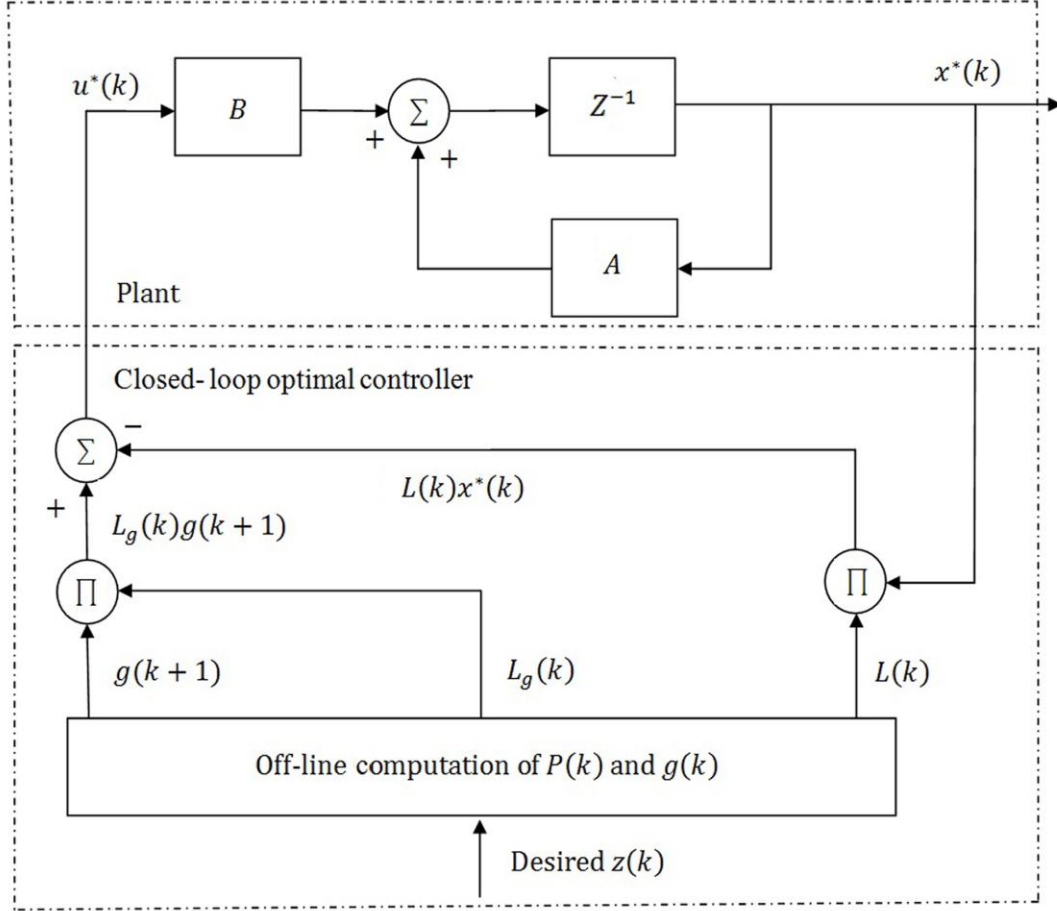 u*(k)
B
∑
+
+
Z⁻¹
x*(k)
A
Plant
Closed- loop optimal controller
∑
−
+
L(k)x*(k)
L_g(k)g(k + 1)
∏
∏
g(k + 1)
L_g(k)
L(k)
Off-line computation of P(k) and g(k)
Desired z(k)